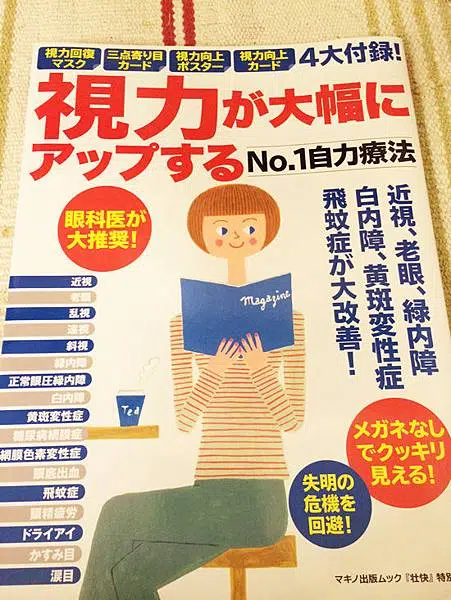 視力回復
マスク
三点寄り目
カード
視力向上
ポスター
視力向上
カード
4大付録!
視力が大幅に
アップする
No.1自力療法
眼科医が
大推奨!
近視、老眼、緑内障
白内障、黄斑変性症
飛蚊症が大改善!
近視
老眼
乱視
遠視
斜視
緑内障
正常眼圧緑内障
白内障
黄斑変性症
糖尿病網膜症
網膜色素変性症
眼底出血
飛蚊症
眼精疲労
ドライアイ
かすみ目
涙目
Magazine
Tea
メガネなし
でクッキリ
見える!
失明の
危機を
回避!
マキノ出版ムック『壮快』特別